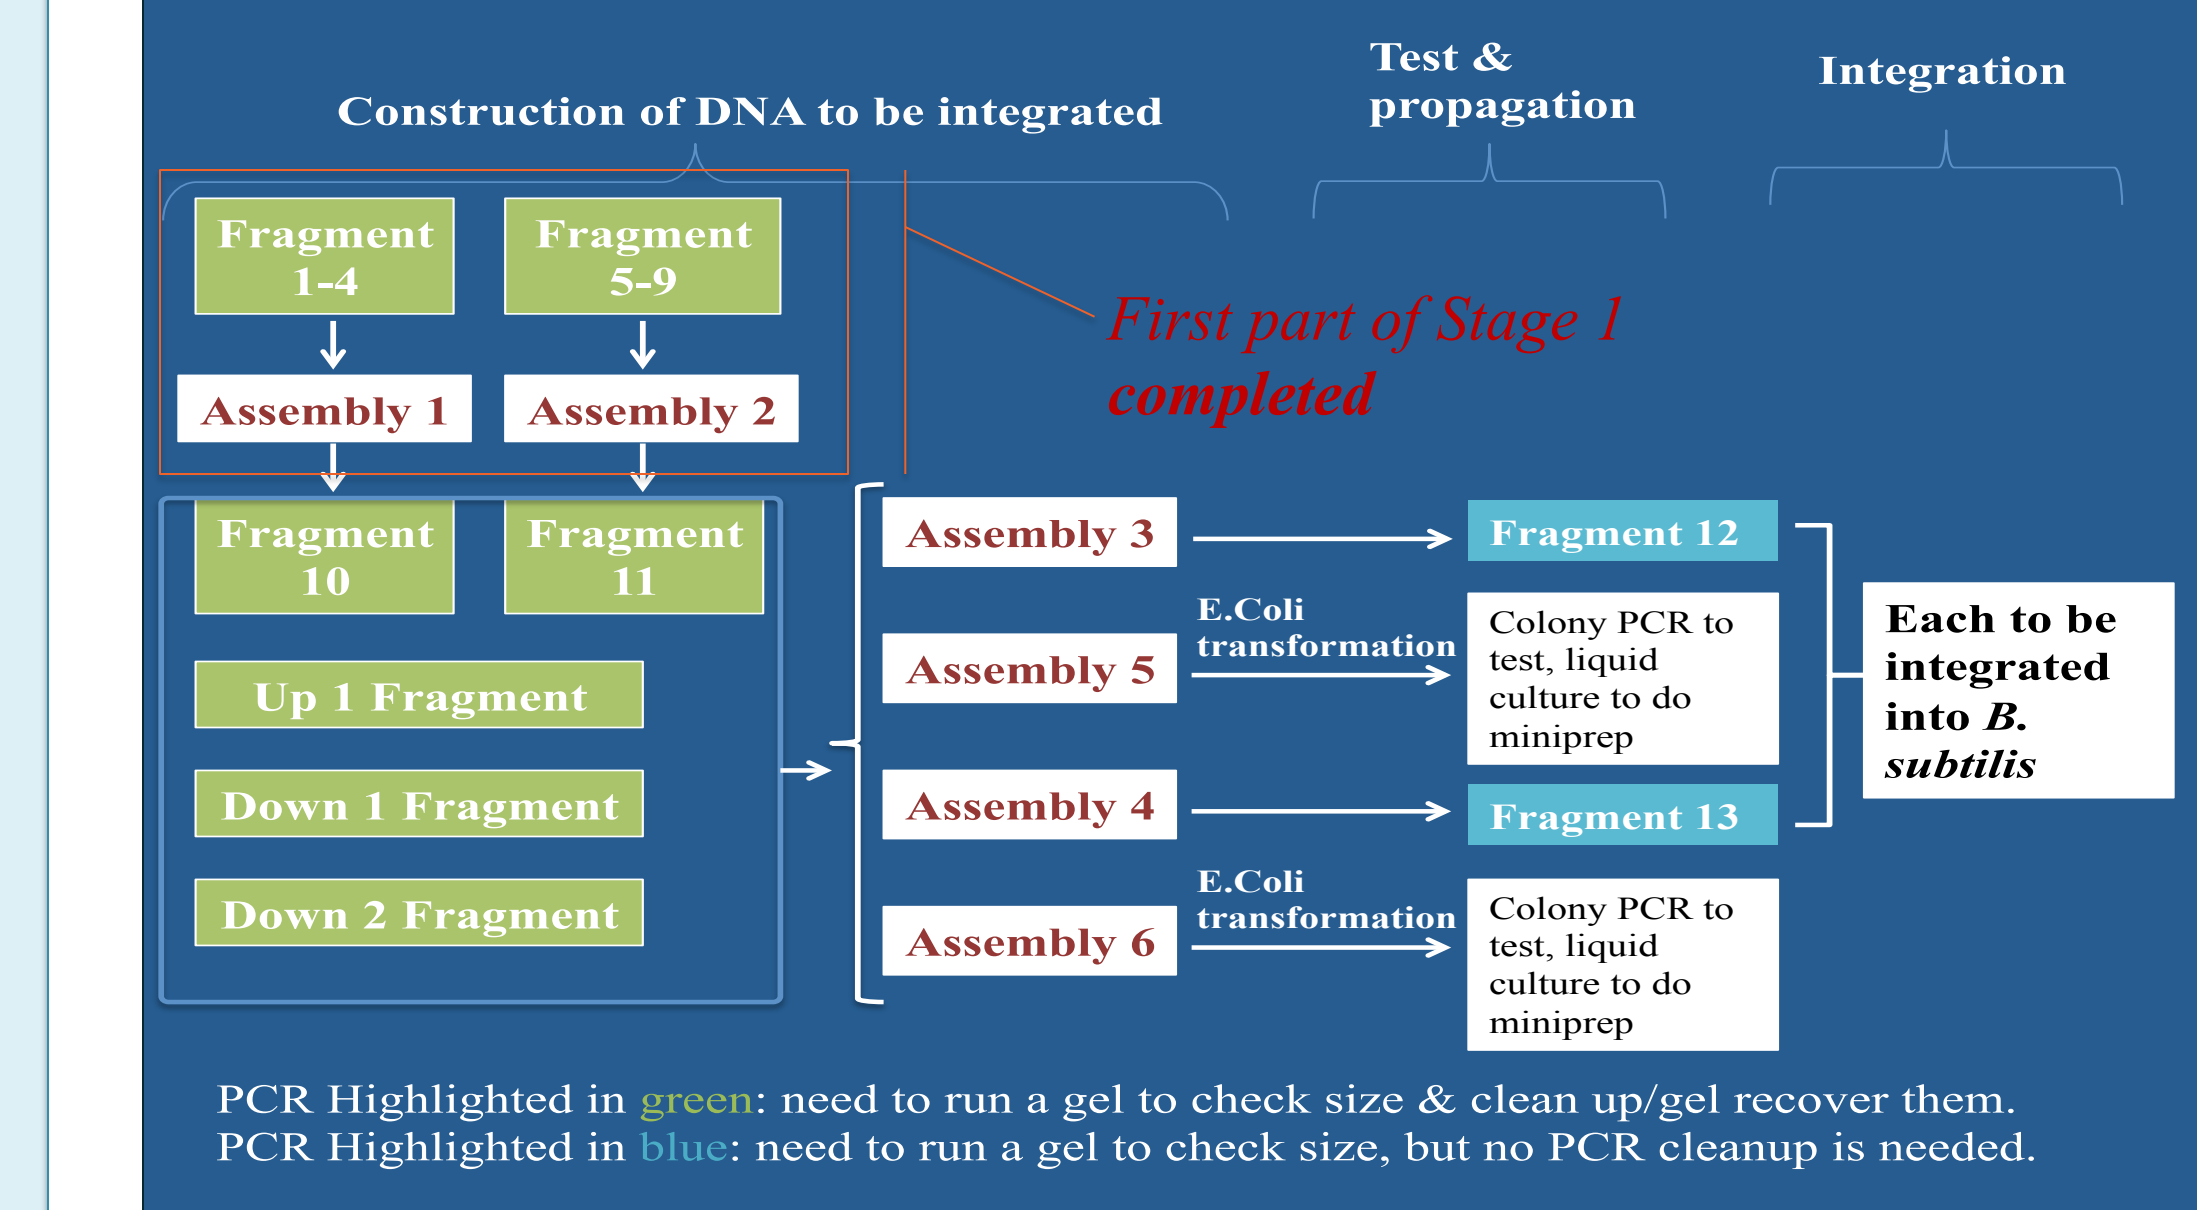 Construction of DNA to be integrated
Test &
propagation
Integration
Fragment
1-4
Fragment
5-9
First part of Stage 1
completed
Assembly 1
Assembly 2
Fragment
10
Fragment
11
Up 1 Fragment
Down 1 Fragment
Down 2 Fragment
Assembly 3
Fragment 12
E.Coli
transformation
Assembly 5
Colony PCR to
test, liquid
culture to do
miniprep
Assembly 4
Fragment 13
E.Coli
transformation
Assembly 6
Colony PCR to
test, liquid
culture to do
miniprep
Each to be
integrated
into B.
subtilis
PCR Highlighted in green: need to run a gel to check size & clean up/gel recover them.
PCR Highlighted in blue: need to run a gel to check size, but no PCR cleanup is needed.